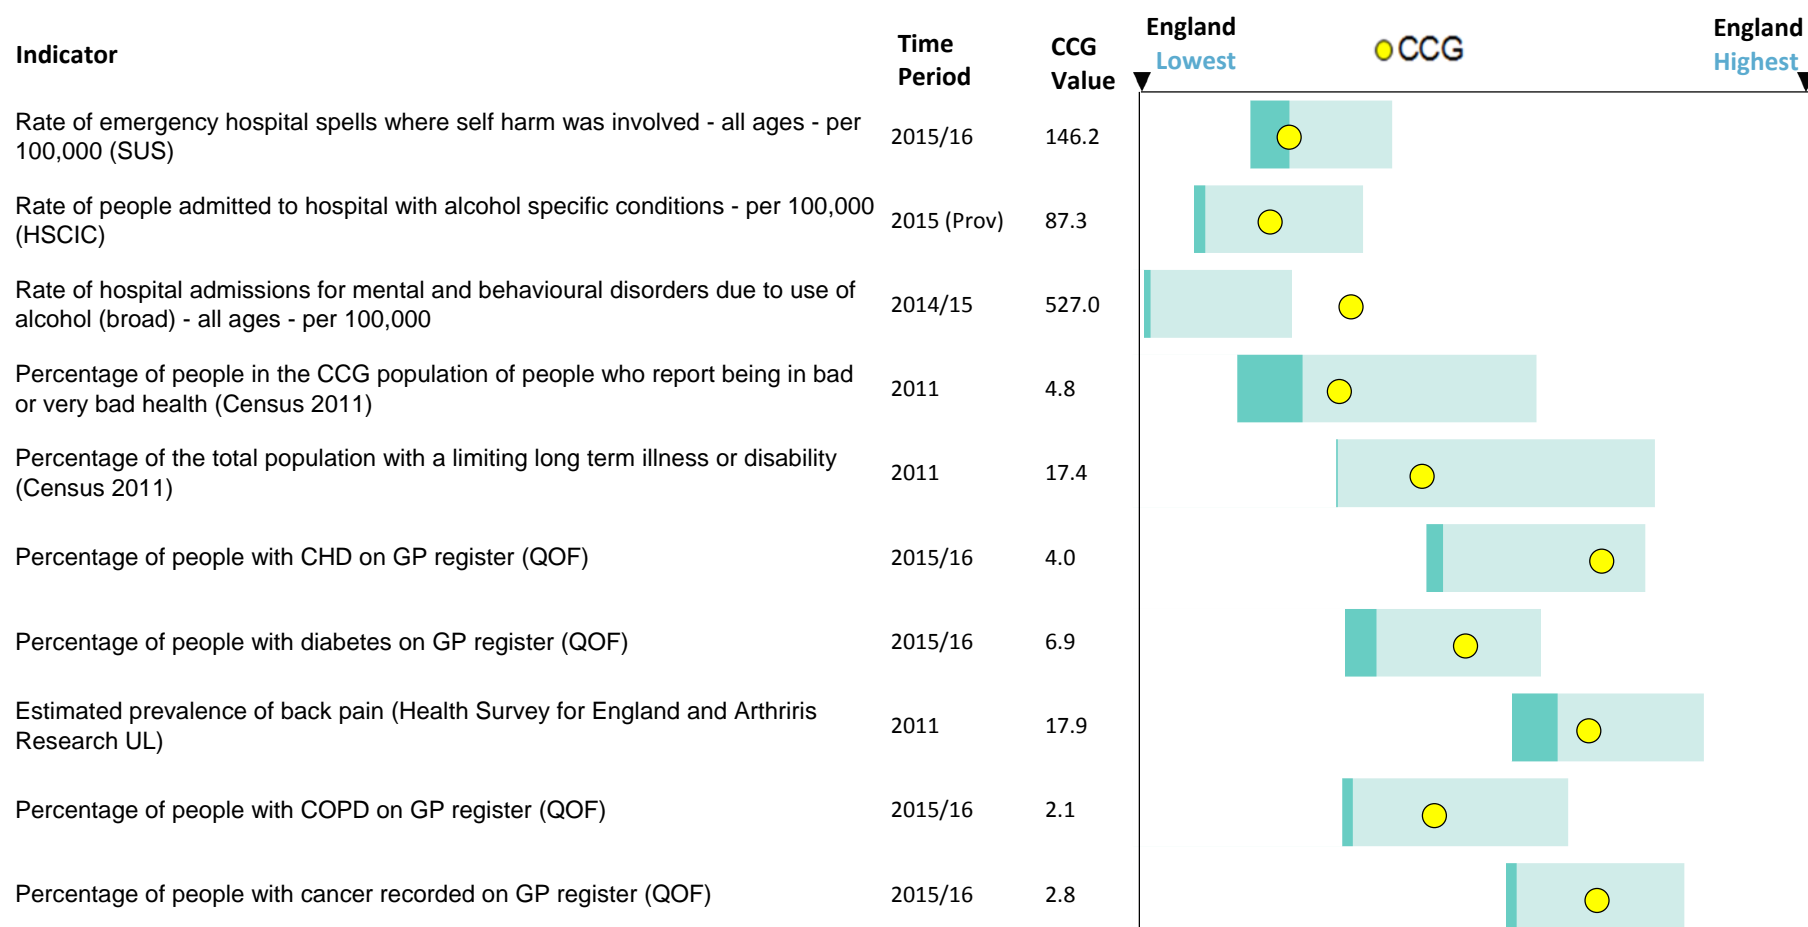 Indicator
Time
Period
CCG
Value
England
Lowest
CCG
England
Highest
Rate of emergency hospital spells where self harm was involved - all ages - per
100,000 (SUS)
2015/16
146.2
Rate of people admitted to hospital with alcohol specific conditions - per 100,000
(HSCIC)
2015 (Prov)
87.3
Rate of hospital admissions for mental and behavioural disorders due to use of
alcohol (broad) - all ages - per 100,000
2014/15
527.0
Percentage of people in the CCG population of people who report being in bad
or very bad health (Census 2011)
2011
4.8
Percentage of the total population with a limiting long term illness or disability
(Census 2011)
2011
17.4
Percentage of people with CHD on GP register (QOF)
2015/16
4.0
Percentage of people with diabetes on GP register (QOF)
2015/16
6.9
Estimated prevalence of back pain (Health Survey for England and Arthriris
Research UL)
2011
17.9
Percentage of people with COPD on GP register (QOF)
2015/16
2.1
Percentage of people with cancer recorded on GP register (QOF)
2015/16
2.8